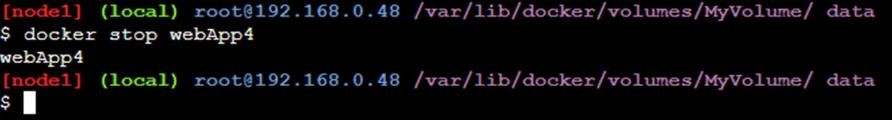 [node1] (local) root@192.168.0.48 /var/lib/docker/volumes/MyVolume/ data
$ docker stop webApp4
webApp4
[node1] (local) root@192.168.0.48 /var/lib/docker/volumes/MyVolume/ data
$